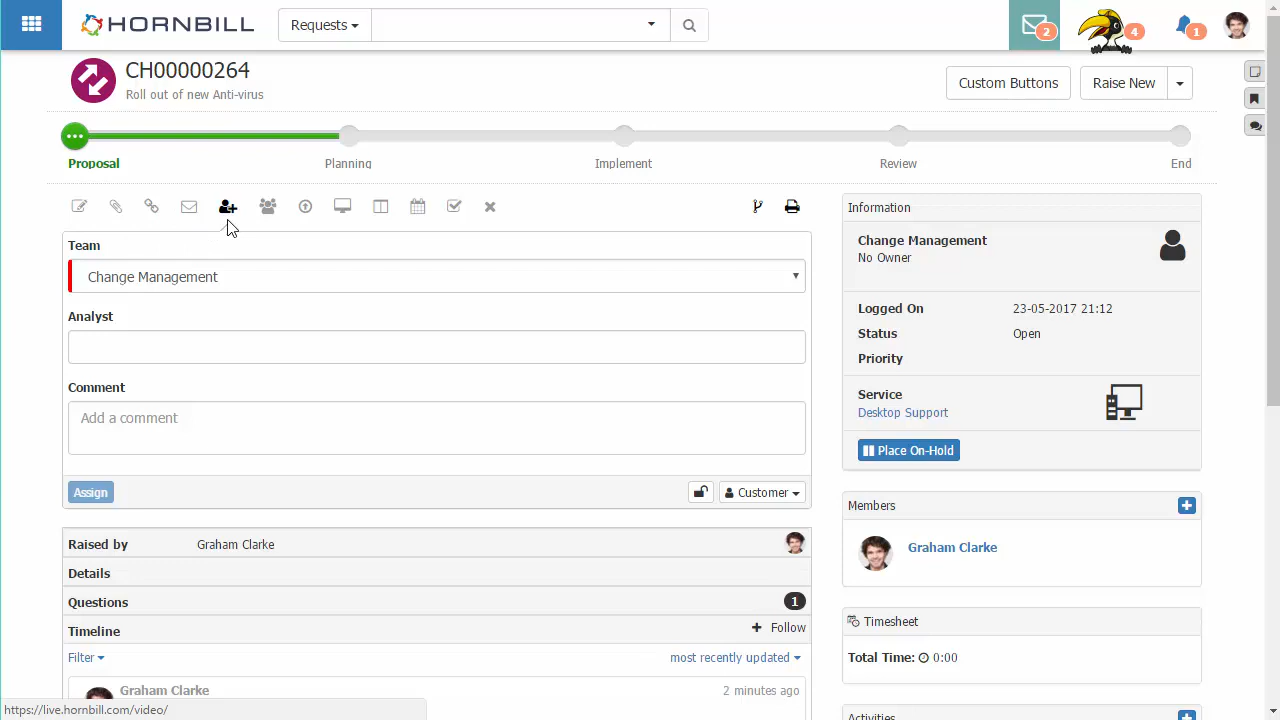 HORNBILL
Requests
2
4
1
CH00000264
Roll out of new Anti-virus
Custom Buttons
Raise New
Proposal
Planning
Implement
Review
End
Team
Change Management
Analyst
Comment
Add a comment
Assign
Customer
Raised by
Graham Clarke
Details
Questions
1
Timeline
Follow
Filter
most recently updated
Graham Clarke
2 minutes ago
https://live.hornbill.com/video/
Information
Change Management
No Owner
Logged On
23-05-2017 21:12
Status
Open
Priority
Service
Desktop Support
Place On-Hold
Members
Graham Clarke
Timesheet
Total Time: 0:00
Activities